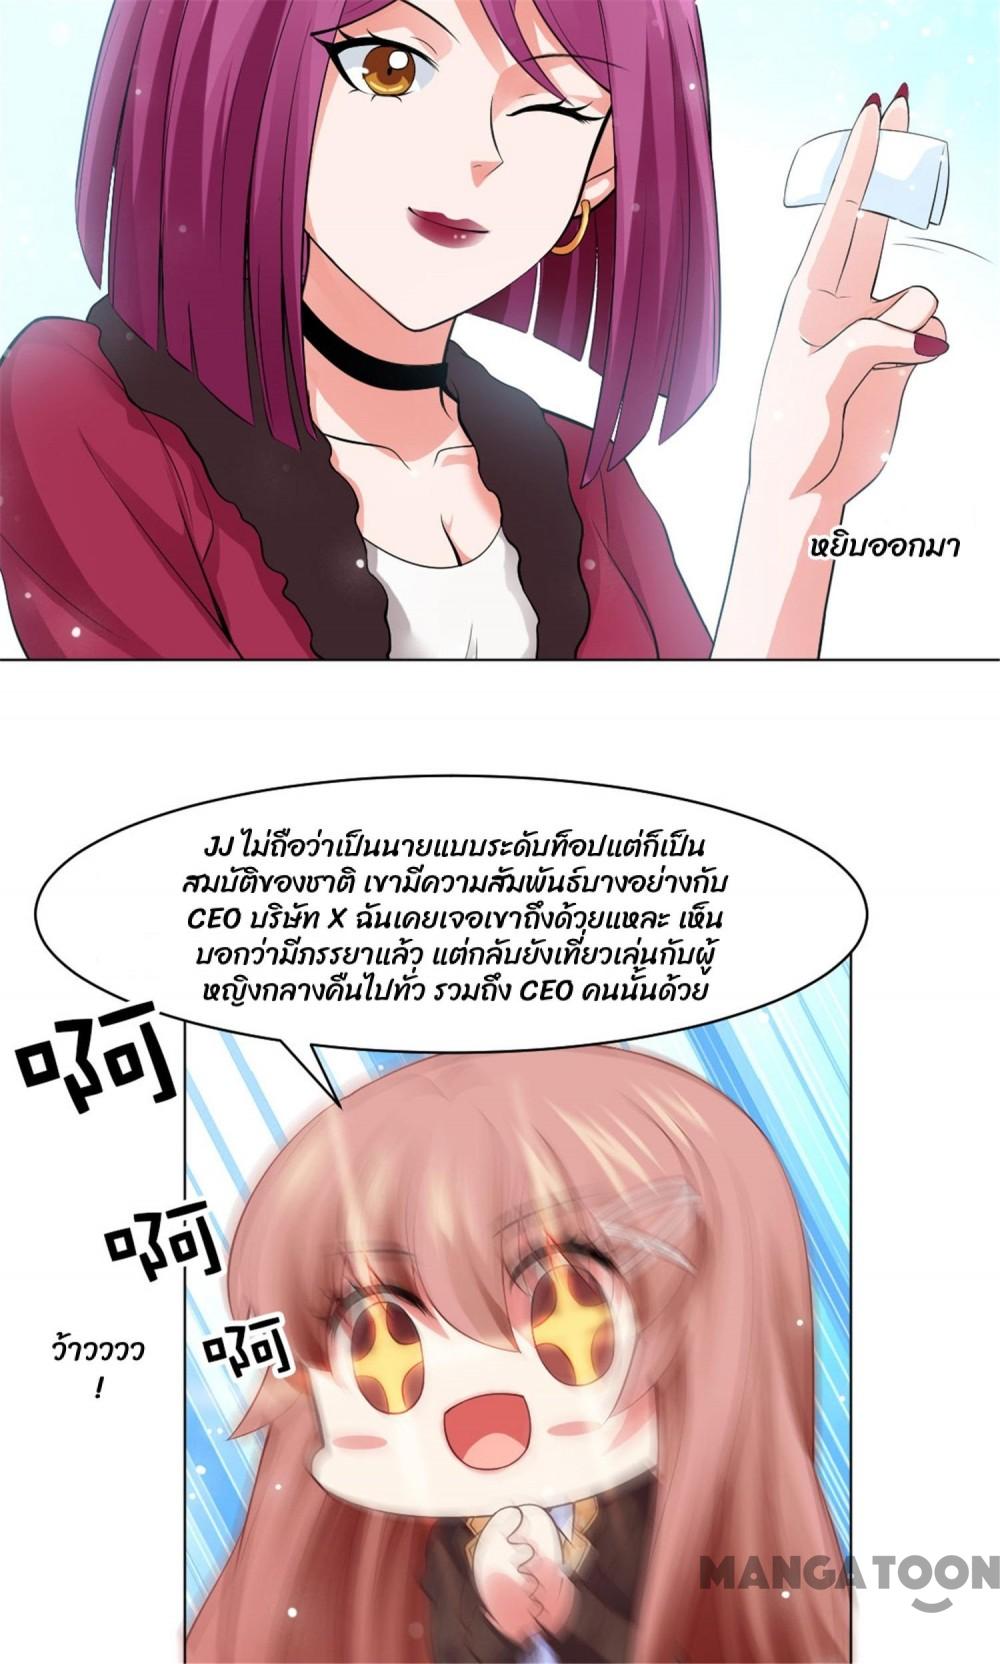 หยิบออกมา
JJ ไม่ถือว่าเป็นนายแบบระดับท็อปแต่ก็เป็น
สมบัติของชาติ เขามีความสัมพันธ์บางอย่างกับ
CEO บริษัท X ฉันเคยเจอเขาถึงด้วยแหละ เห็น
บอกว่ามีภรรยาแล้ว แต่กลับยังเที่ยวเล่นกับผู้
หญิงกลางคืนไปทั่ว รวมถึง CEO คนนั้นด้วย
啊
啊
啊
ว้าวววว
!
MANGATOON